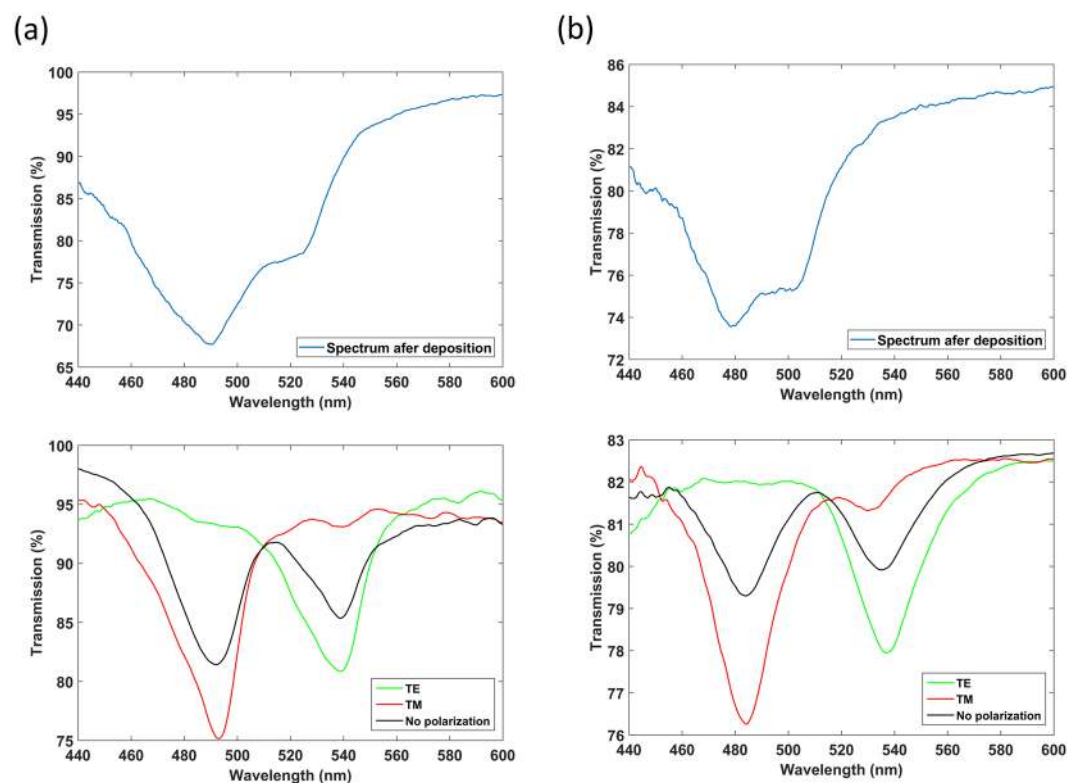 (a)
(b)
100
95
90
85
80
75
70
65
Transmission (%)
Spectrum afer deposition
440 460 480 500 520 540 560 580 600
Wavelength (nm)
86
84
82
80
78
76
74
72
Transmission (%)
Spectrum afer deposition
440 460 480 500 520 540 560 580 600
Wavelength (nm)
100
95
90
85
80
75
Transmission (%)
TE
TM
No polarization
440 460 480 500 520 540 560 580 600
Wavelength (nm)
83
82
81
80
79
78
77
76
Transmission (%)
TE
TM
No polarization
440 460 480 500 520 540 560 580 600
Wavelength (nm)